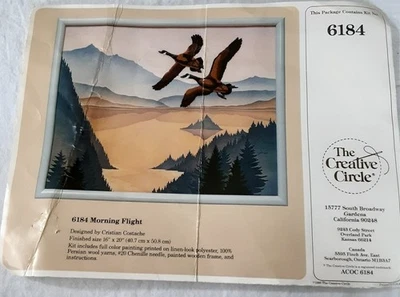 This Package Contains Kit No.
6184
The
Creative
Circle®
15777 South Broadway
Gardena
California 90248
9243 Cody Street
Overland Park
Kansas 66214
Canada
Scarborough, Ontario M1B3A7
ACOC 6184
6184 Morning Flight
Designed by Cristian Costache
Finished size 16" x 20" (40.7 cm x 50.8 cm)
Kit includes full color painting printed on linen-look polyester, 100%
Persian wool yarns, #20 Chenille needle, painted wooden frame, and
instructions